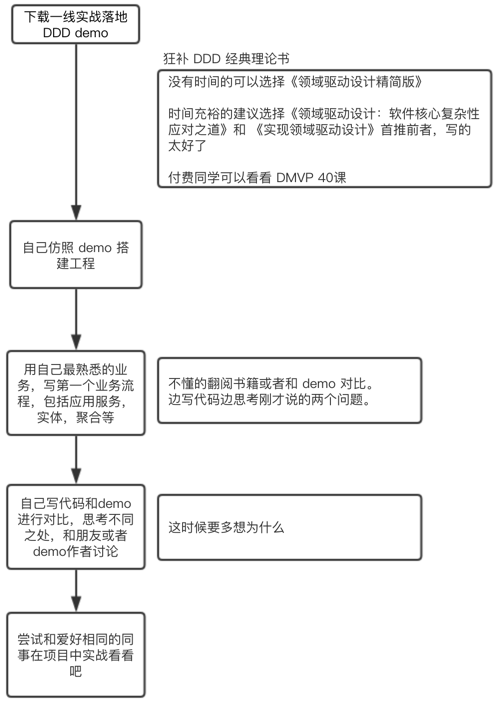 下载一线实战落地
DDD demo
狂补 DDD 经典理论书
没有时间的可以选择《领域驱动设计精简版》
时间充裕的建议选择《领域驱动设计：软件核心复杂性
应对之道》和 《实现领域驱动设计》首推前者，写的
太好了
付费同学可以看看 DMVP 40课
自己仿照 demo 搭
建工程
用自己最熟悉的业
务，写第一个业务流
程，包括应用服务，
实体，聚合等
不懂的翻阅书籍或者和 demo 对比。
边写代码边思考刚才说的两个问题。
自己写代码和demo
进行对比，思考不同
之处，和朋友或者
demo作者讨论
这时候要多想为什么
尝试和爱好相同的同
事在项目中实战看看
吧